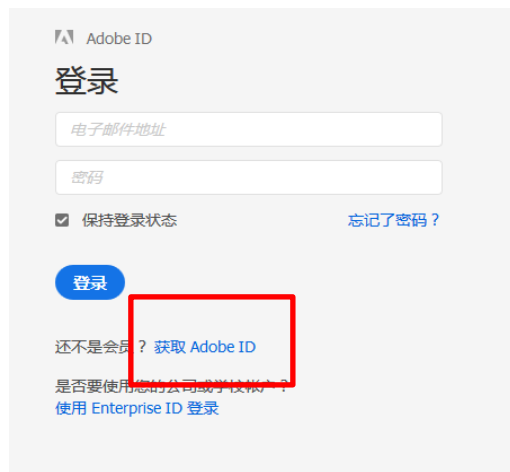 Adobe ID
登录
电子邮件地址
密码
保持登录状态 忘记了密码？
登录
还不是会员？获取 Adobe ID
是否要使用您的公司或学校帐户？
使用 Enterprise ID 登录